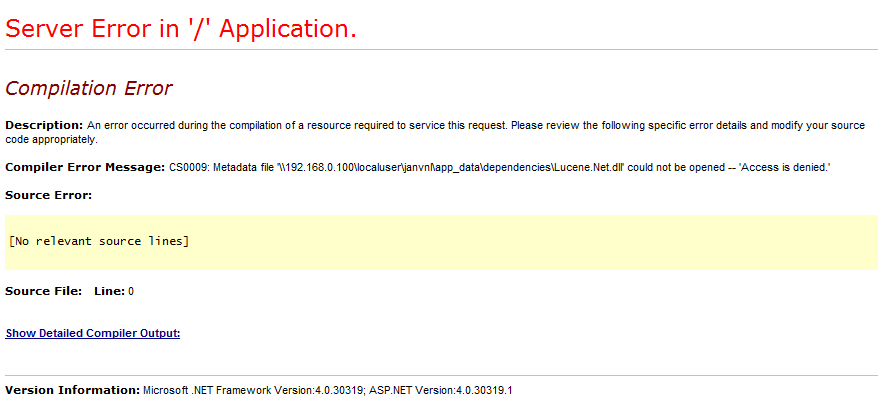 Server Error in '/' Application.
Compilation Error
Description: An error occurred during the compilation of a resource required to service this request. Please review the following specific error details and modify your source
code appropriately.
Compiler Error Message: CS0009: Metadata file '\\192.168.0.100\localuser\janvnl\app_data\dependencies\Lucene.Net.dll' could not be opened -- 'Access is denied.'
Source Error:
[No relevant source lines]
Source File:   Line: 0
Show Detailed Compiler Output:
Version Information: Microsoft .NET Framework Version:4.0.30319; ASP.NET Version:4.0.30319.1